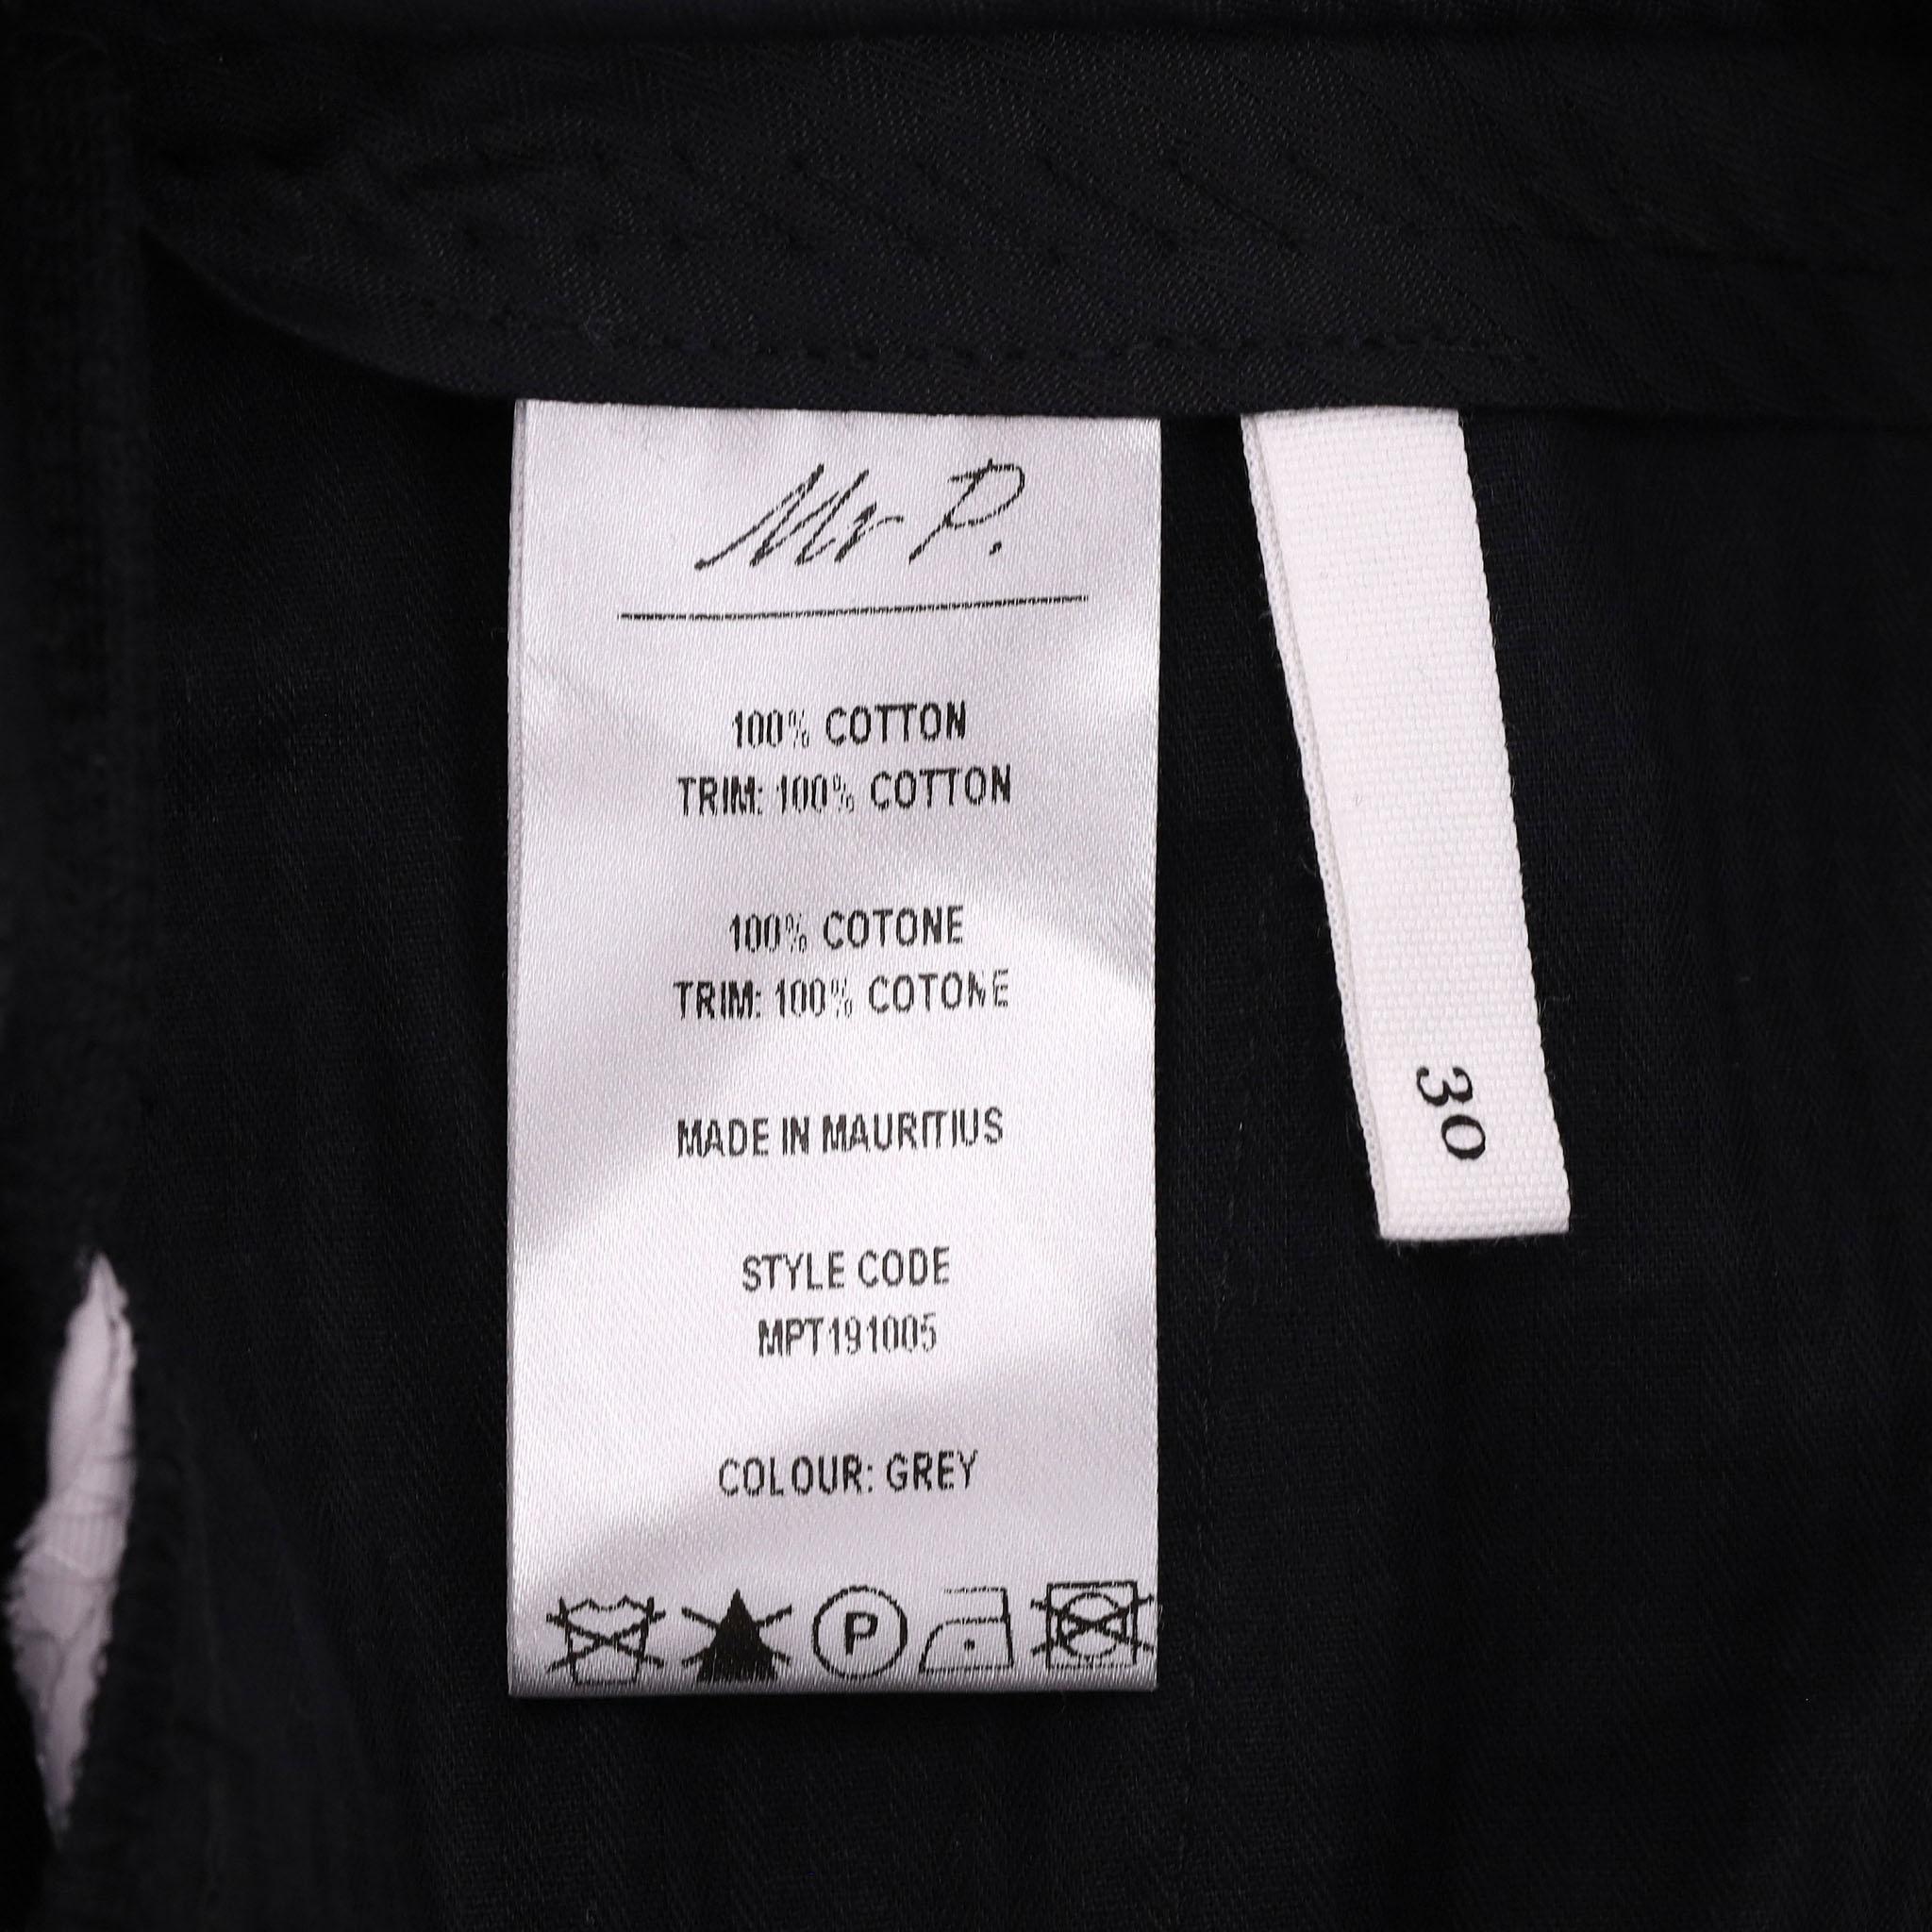 Mr P.
100% COTTON
TRIM: 100% COTTON
100% COTONE
TRIM: 100% COTONE
MADE IN MAURITIUS
STYLE CODE
MPT191005
COLOUR: GREY
P
30